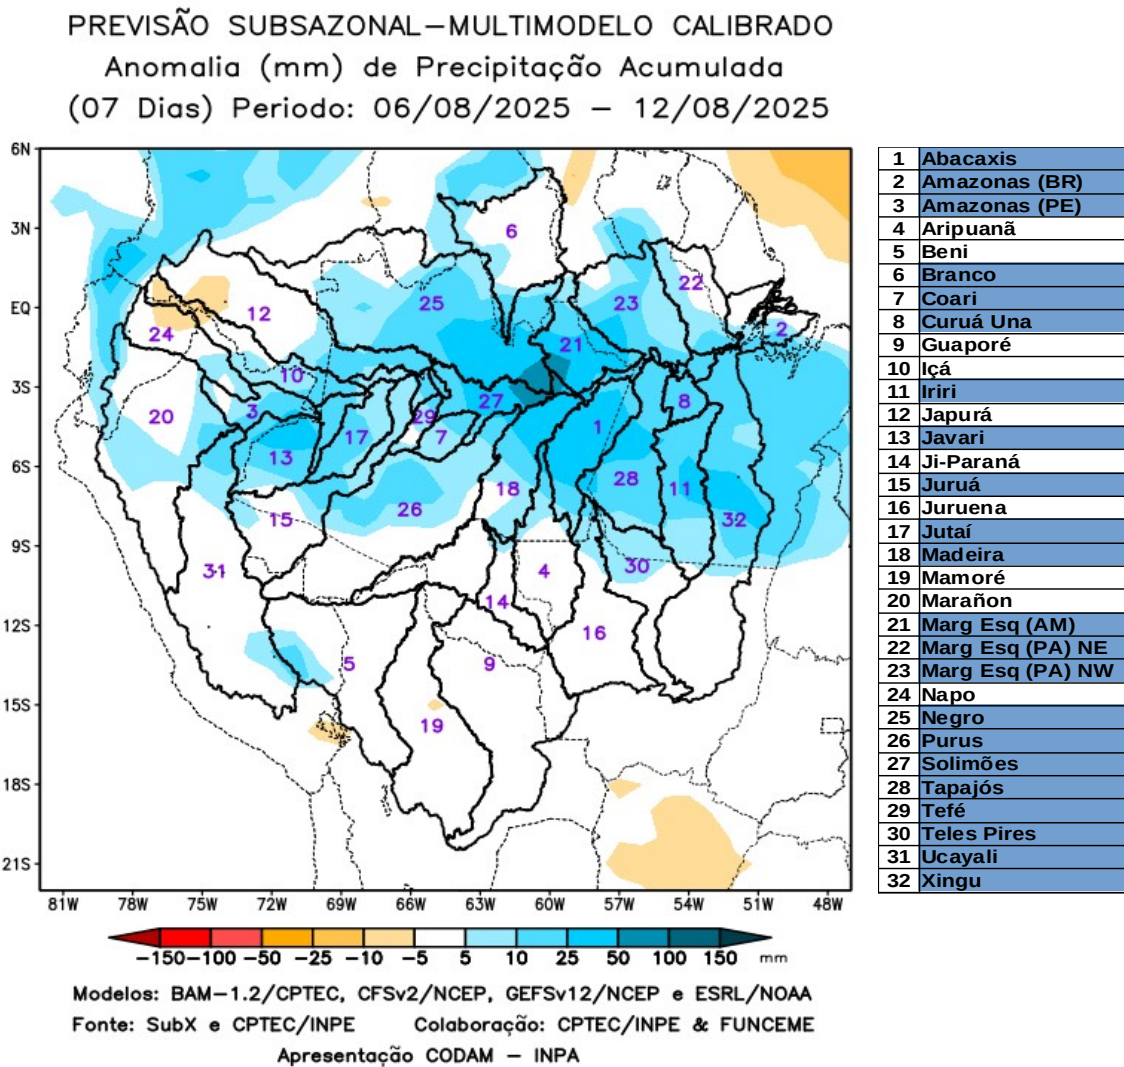 PREVISÃO SUBSAZONAL–MULTIMODELO CALIBRADO
Anomalia (mm) de Precipitação Acumulada
(07 Dias) Periodo: 06/08/2025 – 12/08/2025
6N
3N
EQ
3S
6S
9S
12S
15S
18S
21S
81W 78W 75W 72W 69W 66W 63W 60W 57W 54W 51W 48W
6
22
25
23
12
2
24
21
10
27
8
3
29
20
1
17
7
13
28
11
18
26
15
32
31
4
30
14
16
5
9
19
1 Abacaxis
2 Amazonas (BR)
3 Amazonas (PE)
4 Aripuanã
5 Beni
6 Branco
7 Coari
8 Curuá Una
9 Guaporé
10 Içá
11 Iriri
12 Japurá
13 Javari
14 Ji-Paraná
15 Juruá
16 Juruena
17 Jutaí
18 Madeira
19 Mamoré
20 Marañon
21 Marg Esq (AM)
22 Marg Esq (PA) NE
23 Marg Esq (PA) NW
24 Napo
25 Negro
26 Purus
27 Solimões
28 Tapajós
29 Tefé
30 Teles Pires
31 Ucayali
32 Xingu
−150 −100 −50 −25 −10 −5 5 10 25 50 100 150 mm
Modelos: BAM−1.2/CPTEC, CFSv2/NCEP, GEFSv12/NCEP e ESRL/NOAA
Fonte: SubX e CPTEC/INPE Colaboração: CPTEC/INPE & FUNCEME
Apresentação CODAM – INPA